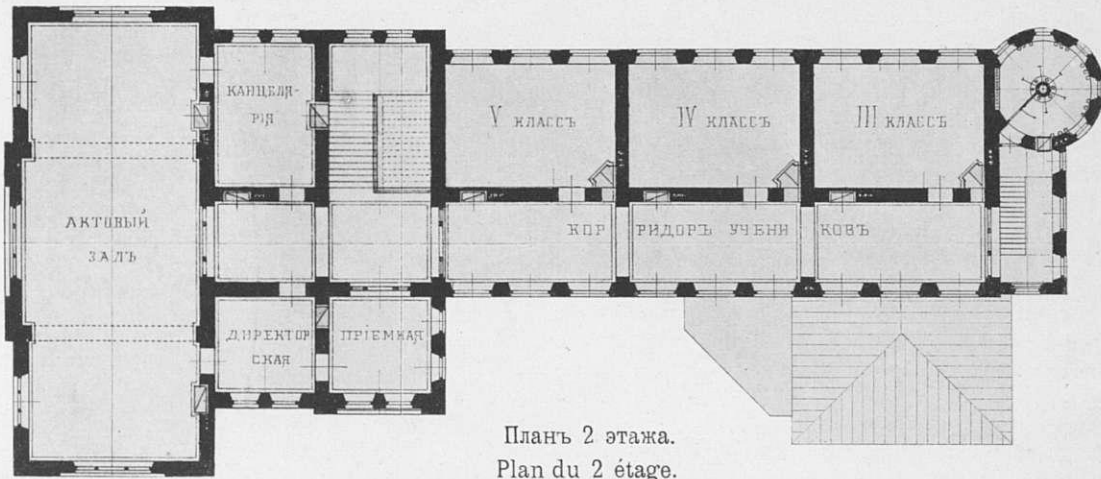 КАНЦЕЛЯ-
РІЯ
V КЛАССЪ
IV КЛАССЪ
III КЛАССЪ
АКТОВЫЙ
ЗАЛЪ
КОР РИДОРЪ УЧЕНИ КОВЪ
ДИРЕКТОР
СКАЯ
ПРІЕМНАЯ
Планъ 2 этажа.
Plan du 2 étage.